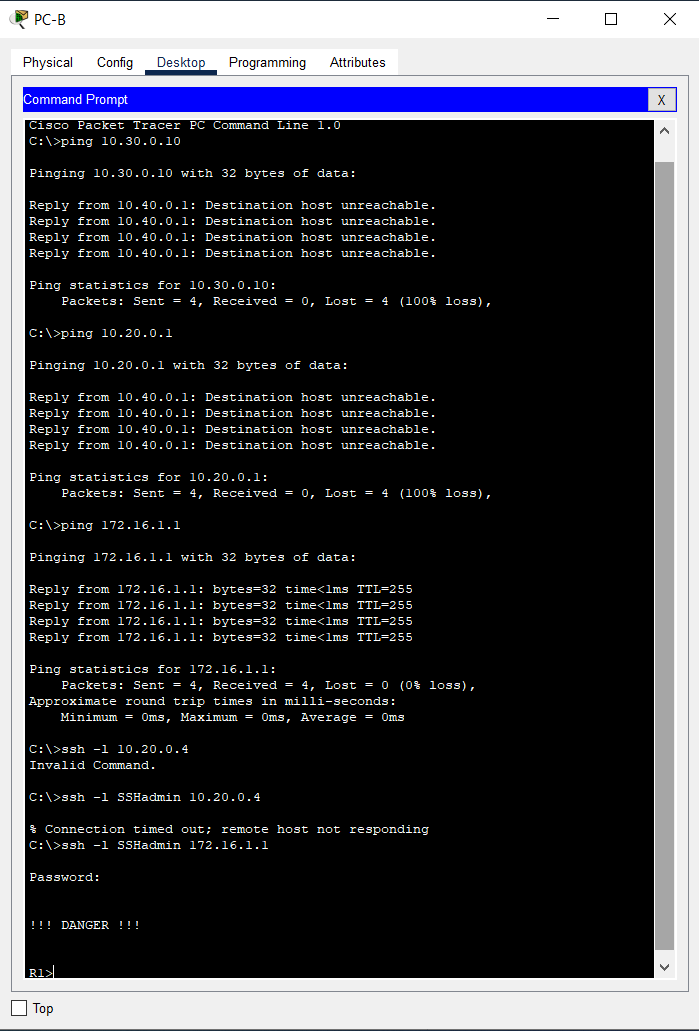 PC-B
Physical Config Desktop Programming Attributes
Command Prompt X
Cisco Packet Tracer PC Command Line 1.0
C:\>ping 10.30.0.10
Pinging 10.30.0.10 with 32 bytes of data:
Reply from 10.40.0.1: Destination host unreachable.
Reply from 10.40.0.1: Destination host unreachable.
Reply from 10.40.0.1: Destination host unreachable.
Reply from 10.40.0.1: Destination host unreachable.
Ping statistics for 10.30.0.10:
Packets: Sent = 4, Received = 0, Lost = 4 (100% loss),
C:\>ping 10.20.0.1
Pinging 10.20.0.1 with 32 bytes of data:
Reply from 10.40.0.1: Destination host unreachable.
Reply from 10.40.0.1: Destination host unreachable.
Reply from 10.40.0.1: Destination host unreachable.
Reply from 10.40.0.1: Destination host unreachable.
Ping statistics for 10.20.0.1:
Packets: Sent = 4, Received = 0, Lost = 4 (100% loss),
C:\>ping 172.16.1.1
Pinging 172.16.1.1 with 32 bytes of data:
Reply from 172.16.1.1: bytes=32 time<1ms TTL=255
Reply from 172.16.1.1: bytes=32 time<1ms TTL=255
Reply from 172.16.1.1: bytes=32 time<1ms TTL=255
Reply from 172.16.1.1: bytes=32 time<1ms TTL=255
Ping statistics for 172.16.1.1:
Packets: Sent = 4, Received = 4, Lost = 0 (0% loss),
Approximate round trip times in milli-seconds:
Minimum = 0ms, Maximum = 0ms, Average = 0ms
C:\>ssh -l 10.20.0.4
Invalid Command.
C:\>ssh -l SSHadmin 10.20.0.4
% Connection timed out; remote host not responding
C:\>ssh -l SSHadmin 172.16.1.1
Password:
!!! DANGER !!!
R1>
Top